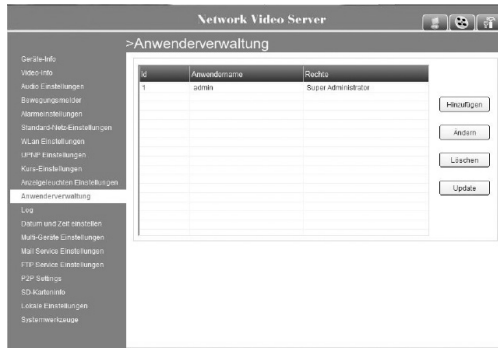 Network Video Server
>Anwenderverwaltung
Geräte-Info
Video-Info
Audio Einstellungen
Bewegungsmelder
Alarmeinstellungen
Standard-Netz-Einstellungen
WLan Einstellungen
UPNP Einstellungen
Kurs-Einstellungen
Anzeigeleuchten Einstellungen
Anwenderverwaltung
Log
Datum und Zeit einstellen
Multi-Geräte Einstellungen
Mail Service Einstellungen
FTP Service Einstellungen
P2P Settings
SD-Karteninfo
Lokale Einstellungen
Systemwerkzeuge
Id Anwendername Rechte
1 admin Super Administrator
Hinzufügen
Ändern
Löschen
Update